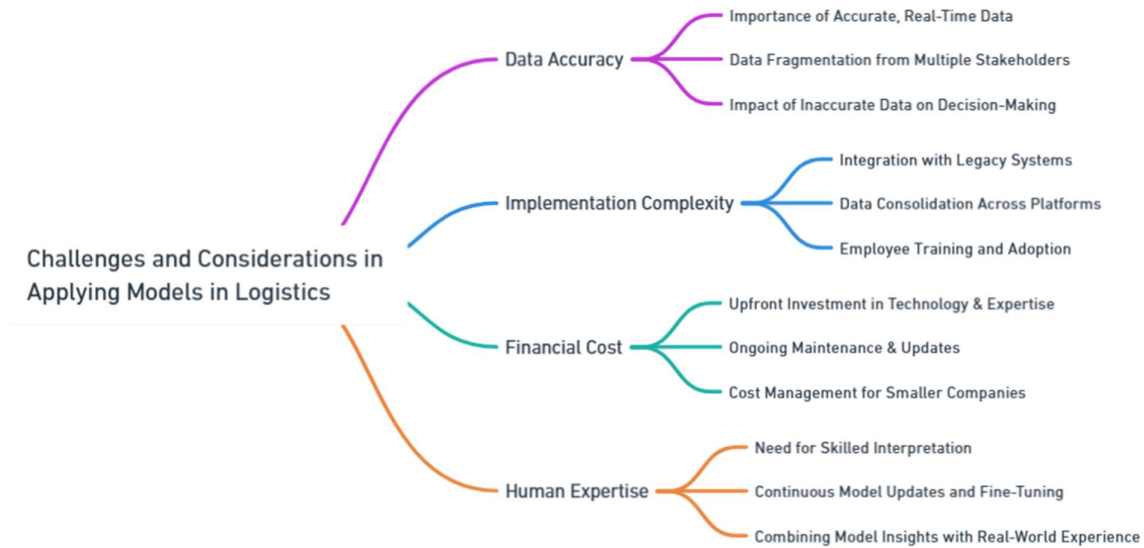 Challenges and Considerations in
Applying Models in Logistics
Data Accuracy
Importance of Accurate, Real-Time Data
Data Fragmentation from Multiple Stakeholders
Impact of Inaccurate Data on Decision-Making
Implementation Complexity
Integration with Legacy Systems
Data Consolidation Across Platforms
Employee Training and Adoption
Financial Cost
Upfront Investment in Technology & Expertise
Ongoing Maintenance & Updates
Cost Management for Smaller Companies
Human Expertise
Need for Skilled Interpretation
Continuous Model Updates and Fine-Tuning
Combining Model Insights with Real-World Experience